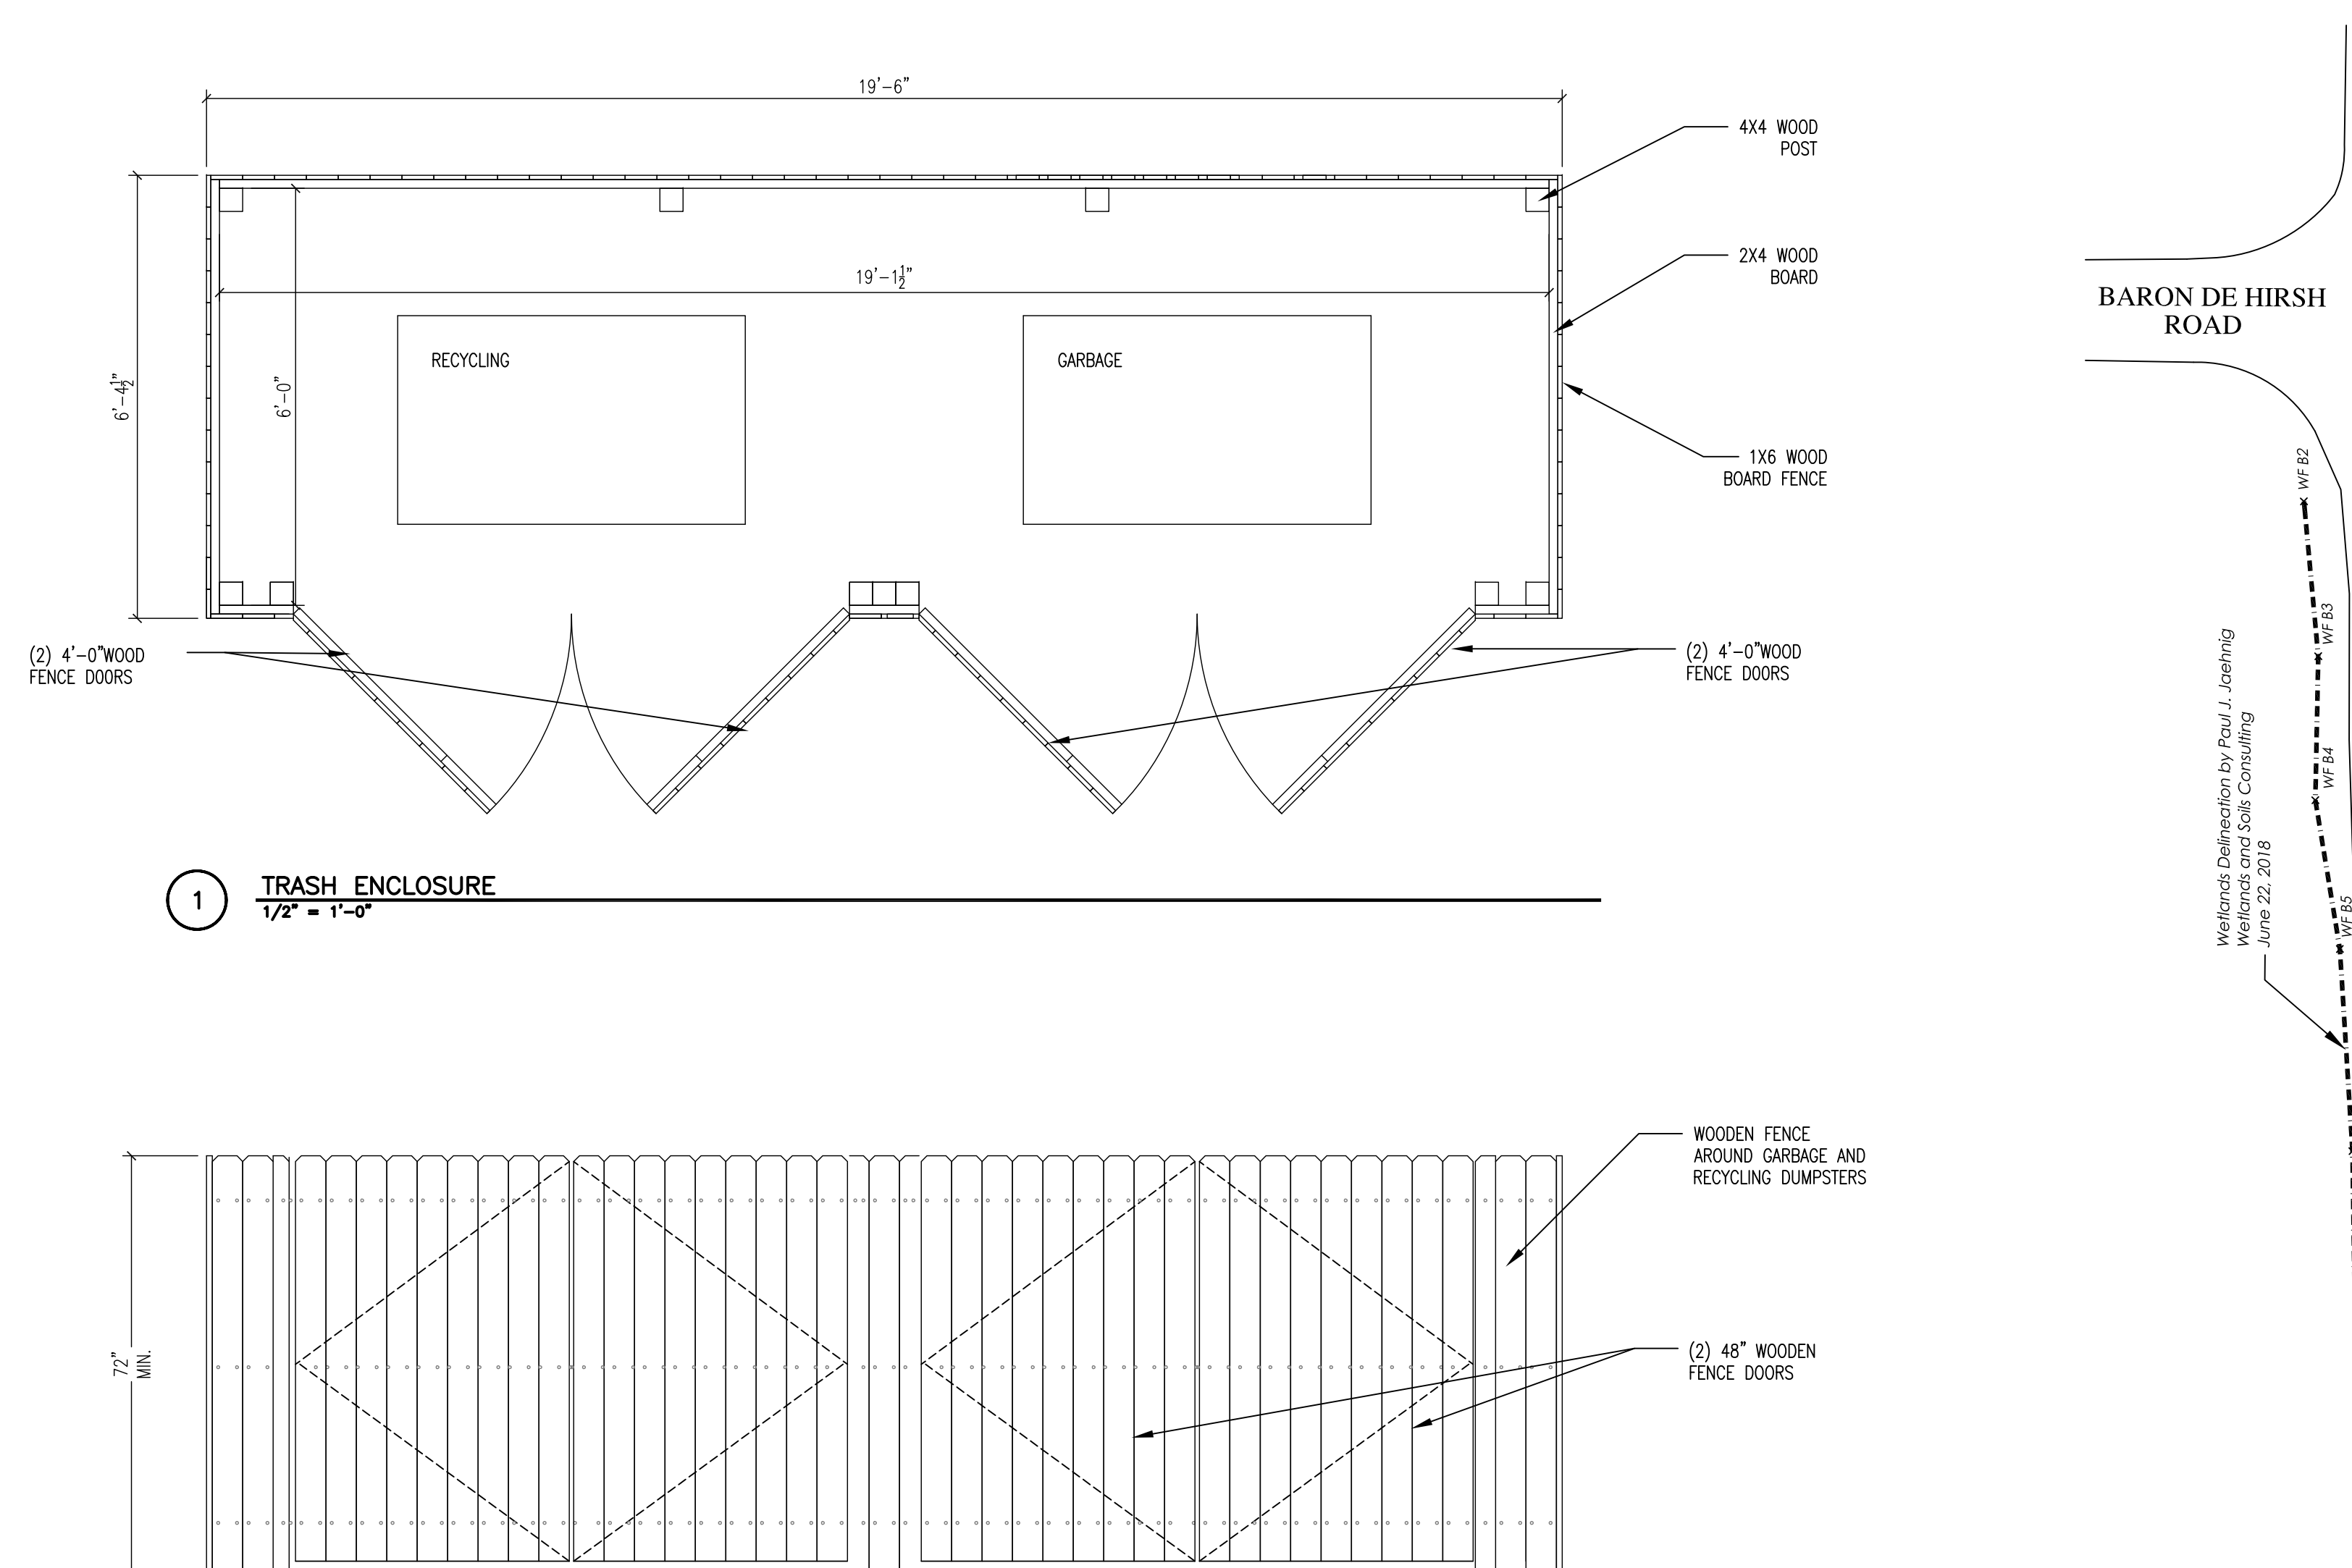 19'-6"
4X4 WOOD
POST
2X4 WOOD
BOARD
19'-1½"
BARON DE HIRSH
ROAD
RECYCLING
GARBAGE
6'-4½"
6'-0"
1X6 WOOD
BOARD FENCE
WF B2
WF B3
(2) 4'-0"WOOD
FENCE DOORS
(2) 4'-0"WOOD
FENCE DOORS
WF B4
Wetlands Delineation by Paul J. Jaehnig
Wetlands and Soils Consulting
June 22, 2018
WF B5
1
TRASH ENCLOSURE
1/2" = 1'-0"
WOODEN FENCE
AROUND GARBAGE AND
RECYCLING DUMPSTERS
72"
MIN.
(2) 48" WOODEN
FENCE DOORS